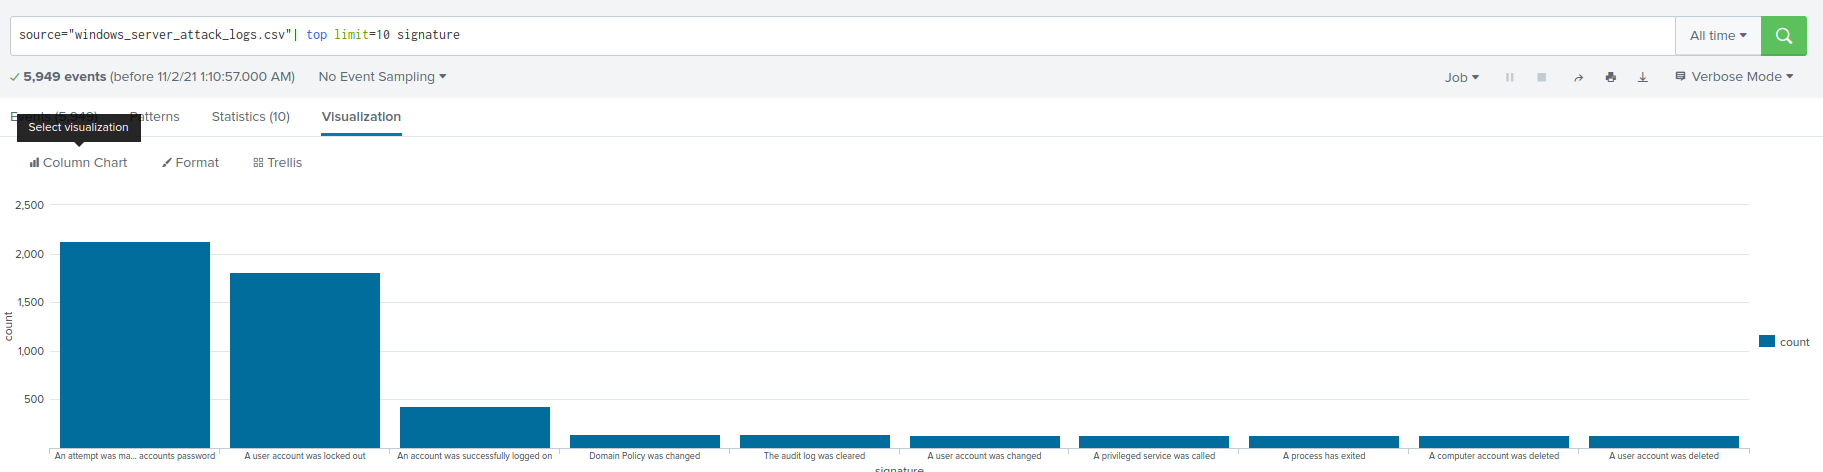 source="windows_server_attack_logs.csv"| top limit=10 signature
All time
5,949 events (before 11/2/21 1:10:57.000 AM)
No Event Sampling
Job
Verbose Mode
Events (5,949)
Patterns
Statistics (10)
Visualization
Select visualization
Column Chart
Format
Trellis
2,500
2,000
1,500
1,000
500
count
An attempt was ma... accounts password
A user account was locked out
An account was successfully logged on
Domain Policy was changed
The audit log was cleared
A user account was changed
A privileged service was called
A process has exited
A computer account was deleted
A user account was deleted
signature
count